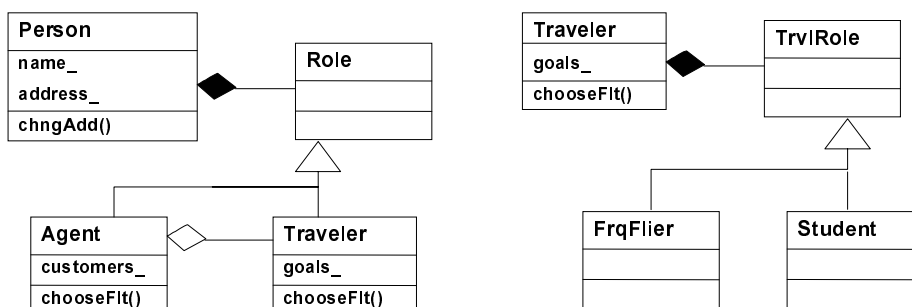 Person
name_
address_
chngAdd()
Role
Agent
customers_
chooseFlt()
Traveler
goals_
chooseFlt()
Traveler
goals_
chooseFlt()
TrvlRole
FrqFlier
Student